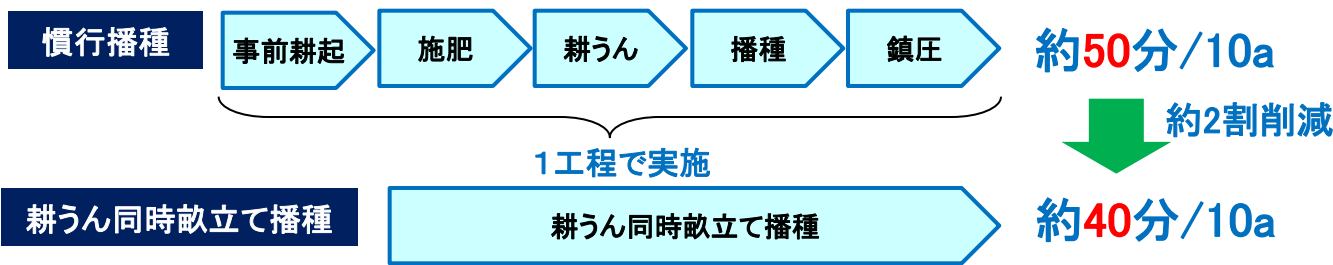 慣行播種
事前耕起
施肥
耕うん
播種
鎮圧
約50分/10a
約2割削減
1工程で実施
耕うん同時畝立て播種
耕うん同時畝立て播種
約40分/10a